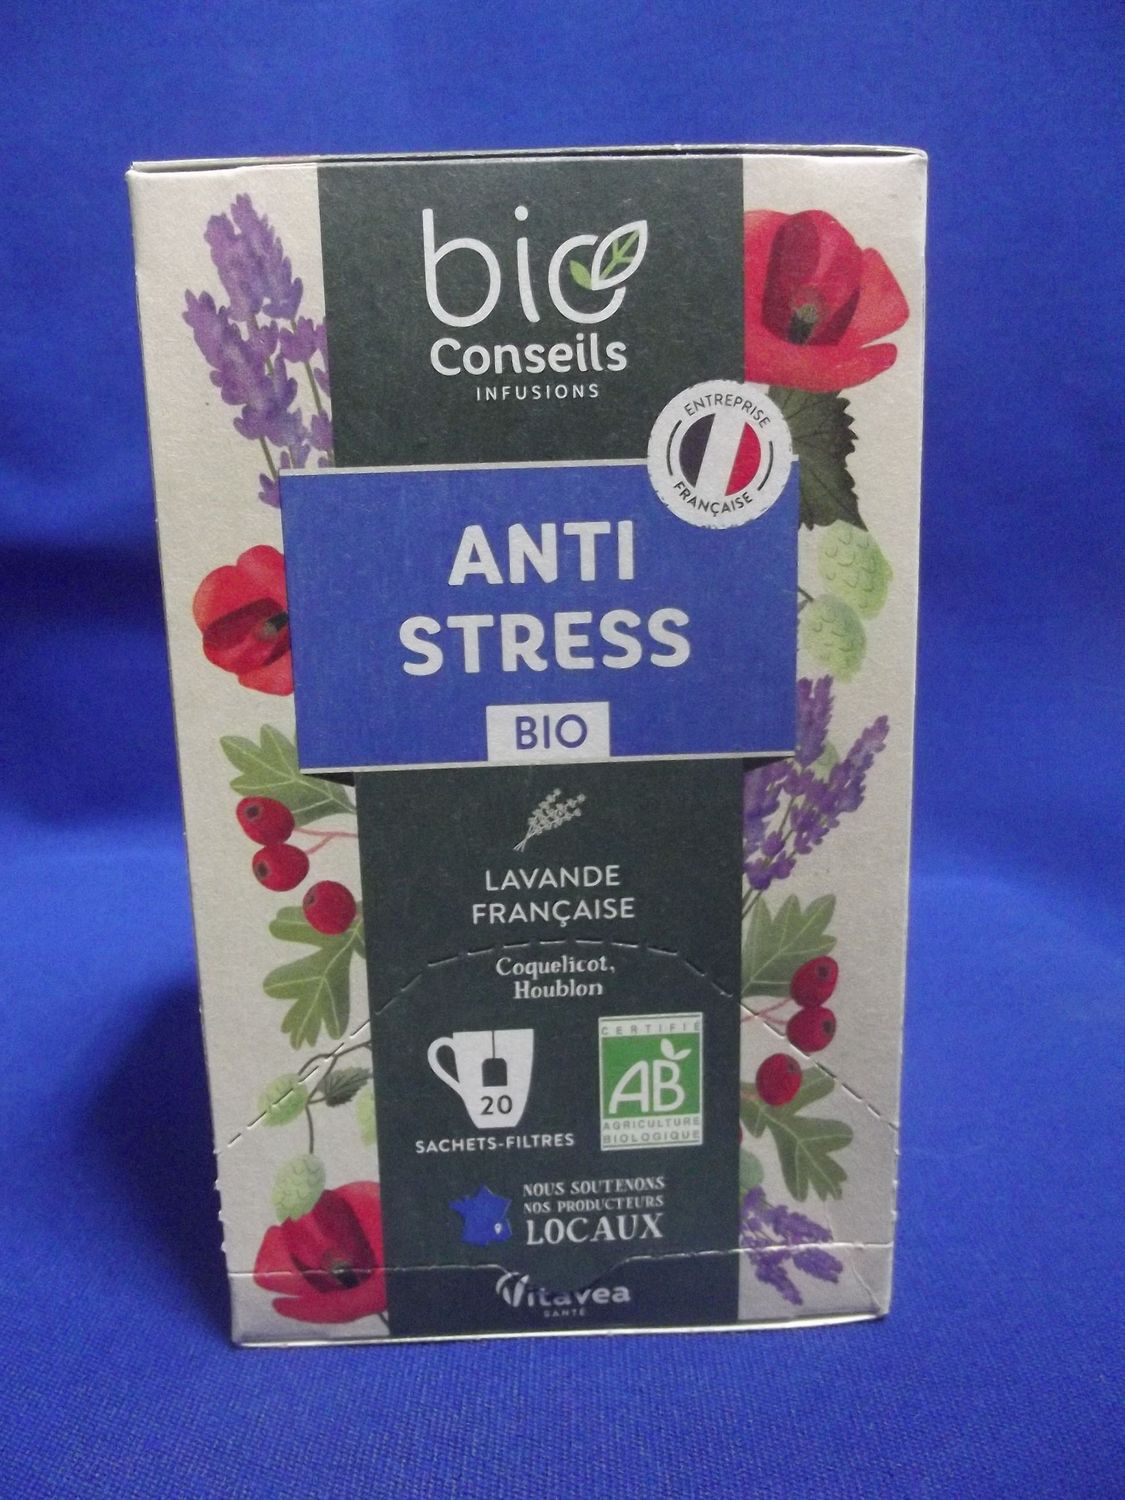 bio
Conseils
INFUSIONS
ENTREPRISE
FRANÇAISE
ANTI
STRESS
BIO
LAVANDE
FRANÇAISE
Coquelicot,
Houblon
20
SACHETS-FILTRES
CERTIFIÉ
AB
AGRICULTURE
BIOLOGIQUE
NOUS SOUTENONS
NOS PRODUCTEURS
LOCAUX
Vitavea
SANTÉ